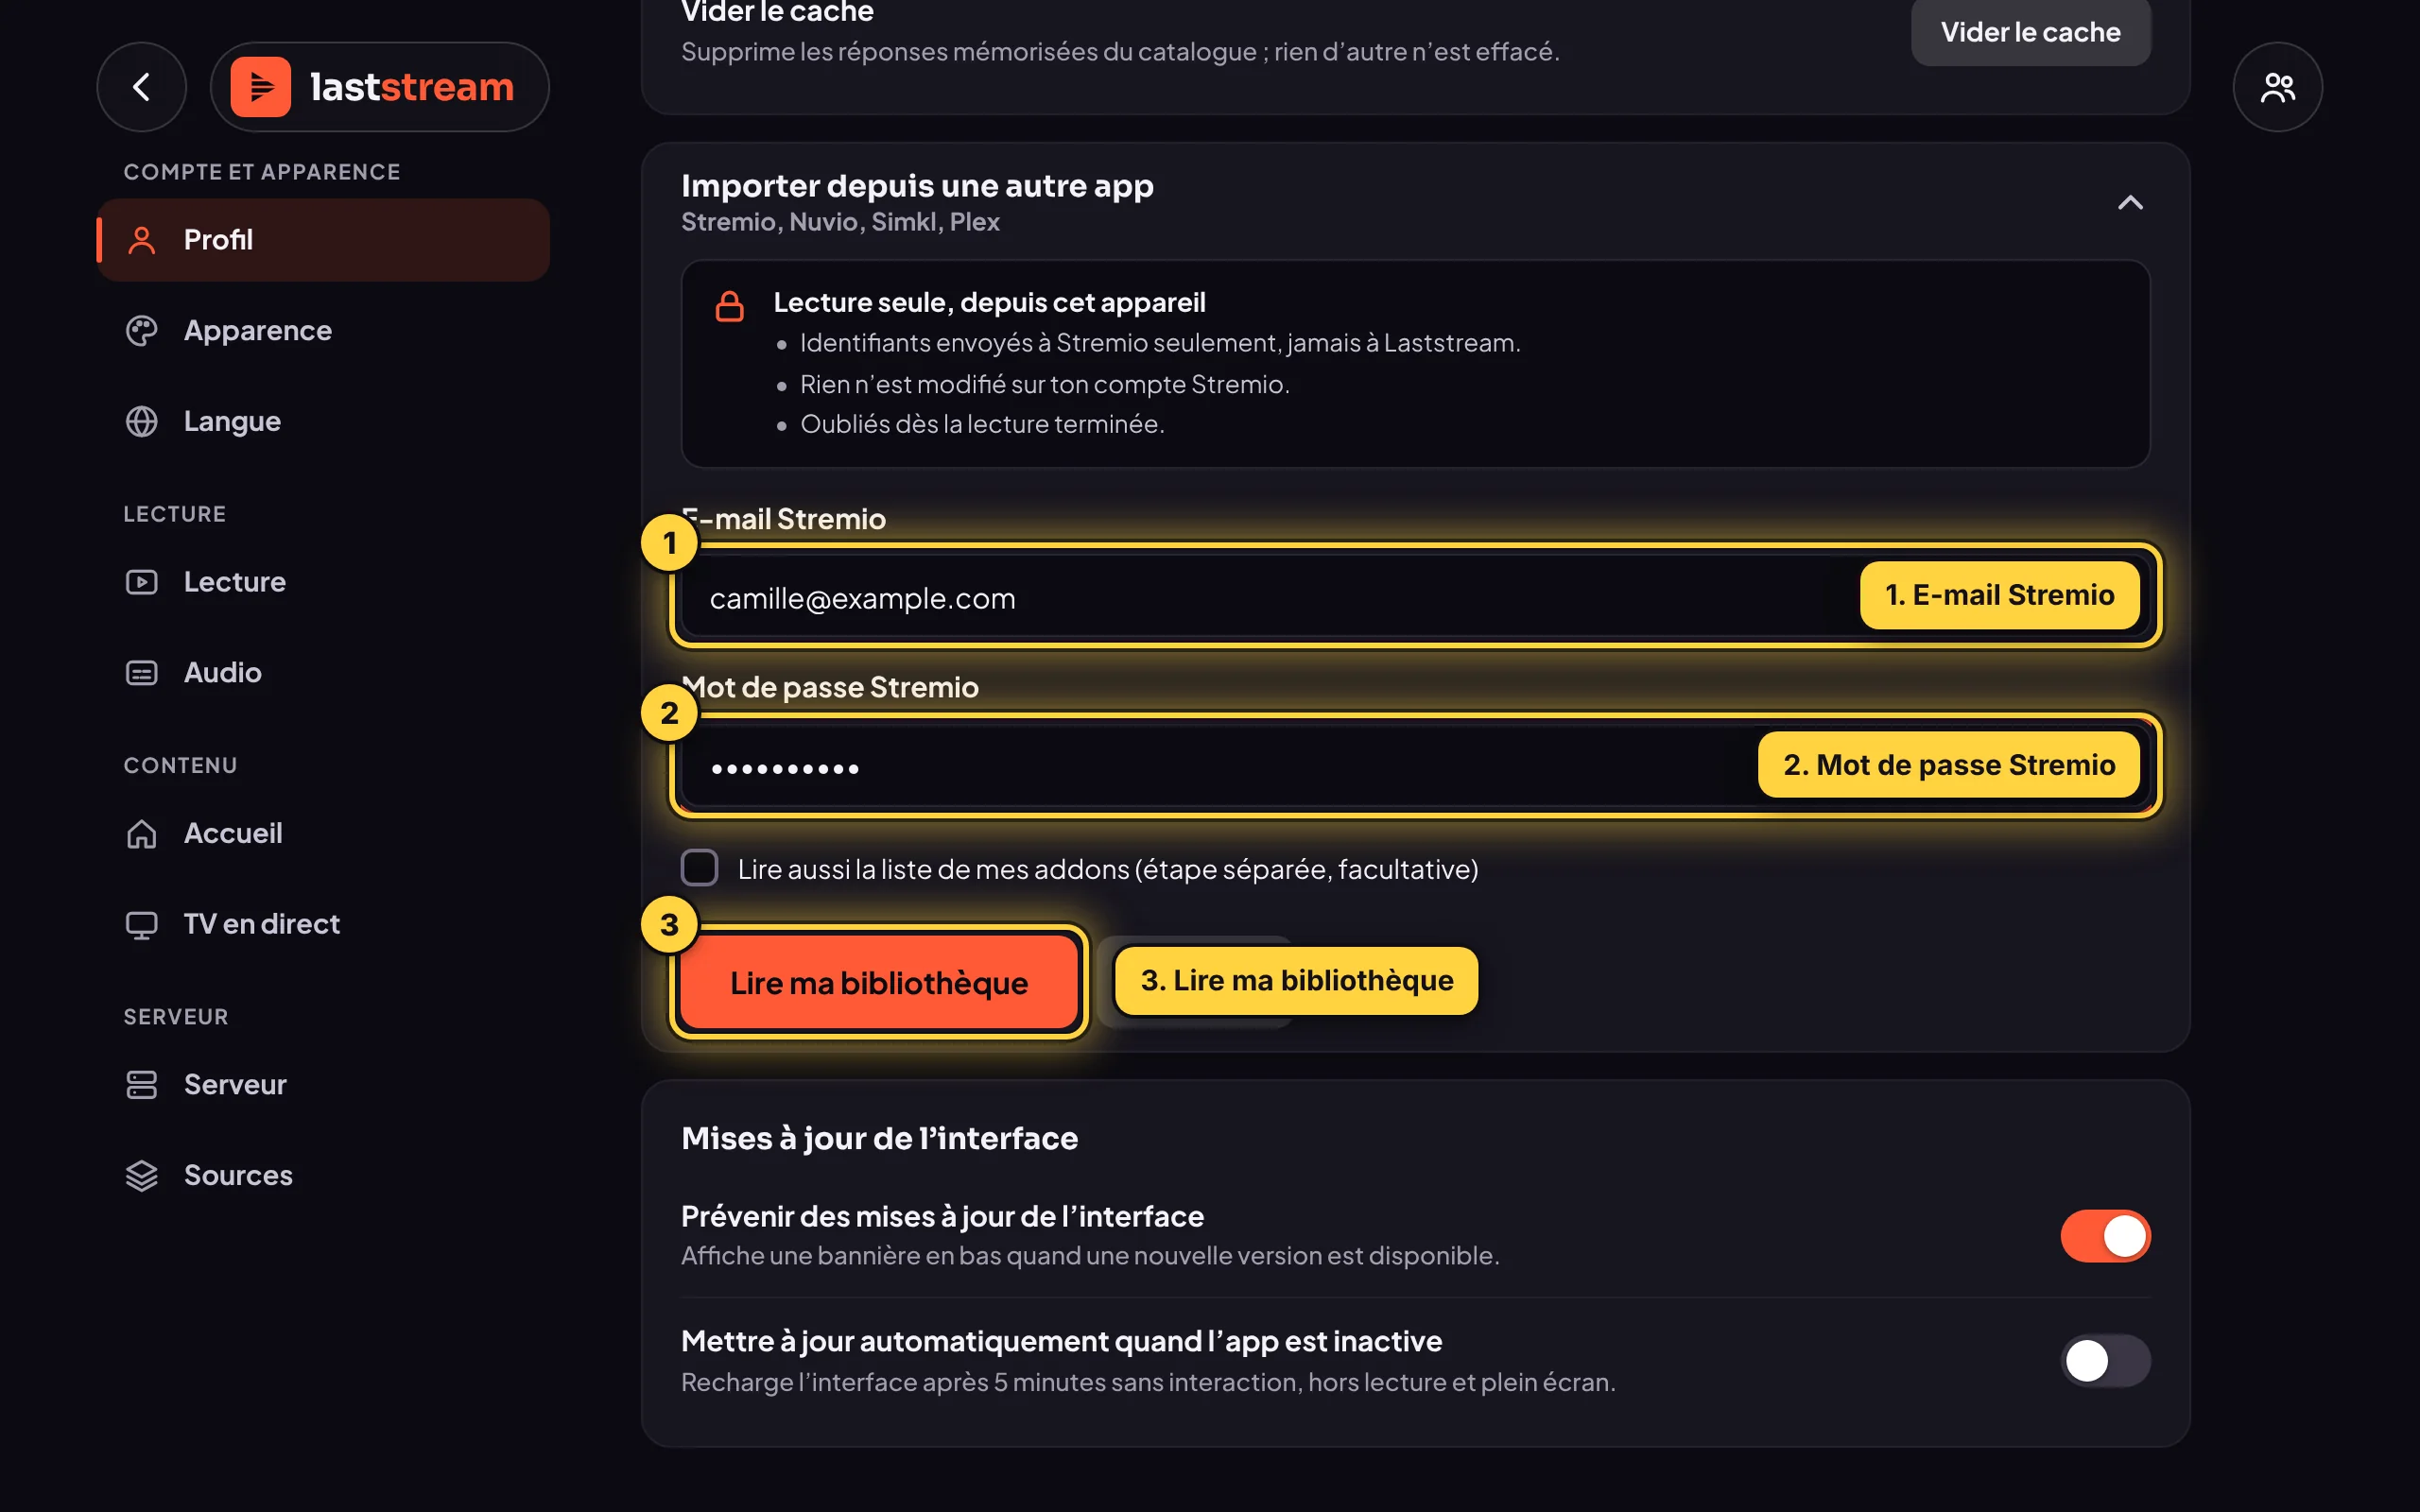 Vider le cache
Supprime les réponses mémorisées du catalogue ; rien d’autre n’est effacé.
Vider le cache
laststream
COMPTE ET APPARENCE
Profil
Apparence
Langue
LECTURE
Lecture
Audio
CONTENU
Accueil
TV en direct
SERVEUR
Serveur
Sources
Importer depuis une autre app
Stremio, Nuvio, Simkl, Plex
Lecture seule, depuis cet appareil
• Identifiants envoyés à Stremio seulement, jamais à Laststream.
• Rien n’est modifié sur ton compte Stremio.
• Oubliés dès la lecture terminée.
E-mail Stremio
1
camille@example.com
1. E-mail Stremio
Mot de passe Stremio
2
••••••••••
2. Mot de passe Stremio
Lire aussi la liste de mes addons (étape séparée, facultative)
3
Lire ma bibliothèque
3. Lire ma bibliothèque
Mises à jour de l’interface
Prévenir des mises à jour de l’interface
Affiche une bannière en bas quand une nouvelle version est disponible.
Mettre à jour automatiquement quand l’app est inactive
Recharge l’interface après 5 minutes sans interaction, hors lecture et plein écran.